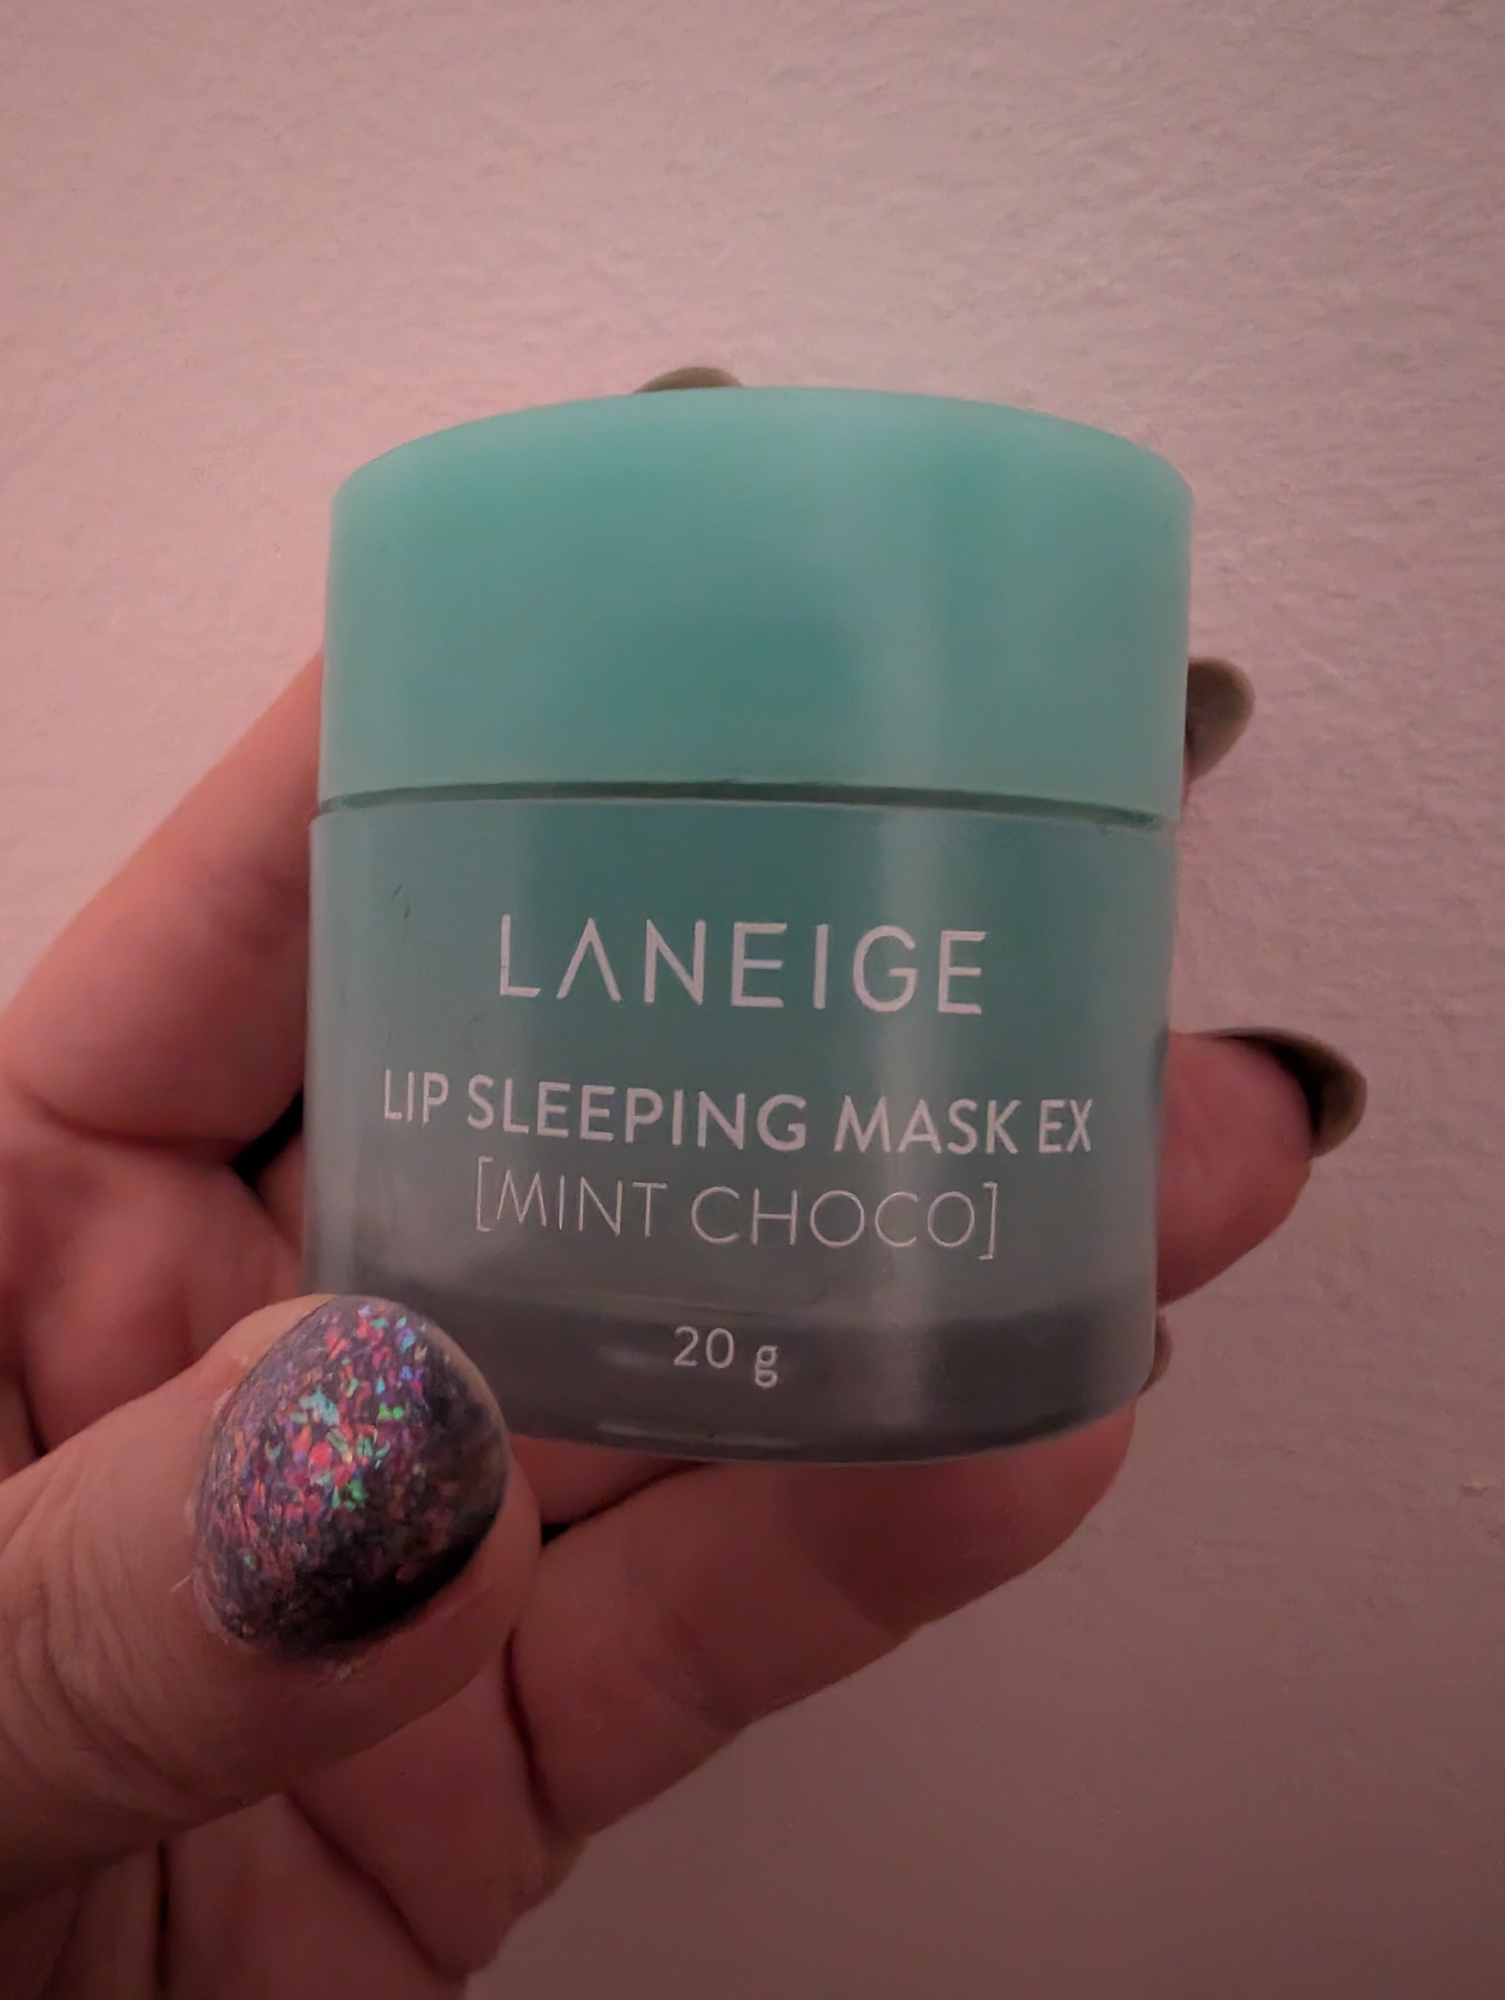 LANEIGE
LIP SLEEPING MASK EX
[MINT CHOCO]
20 g